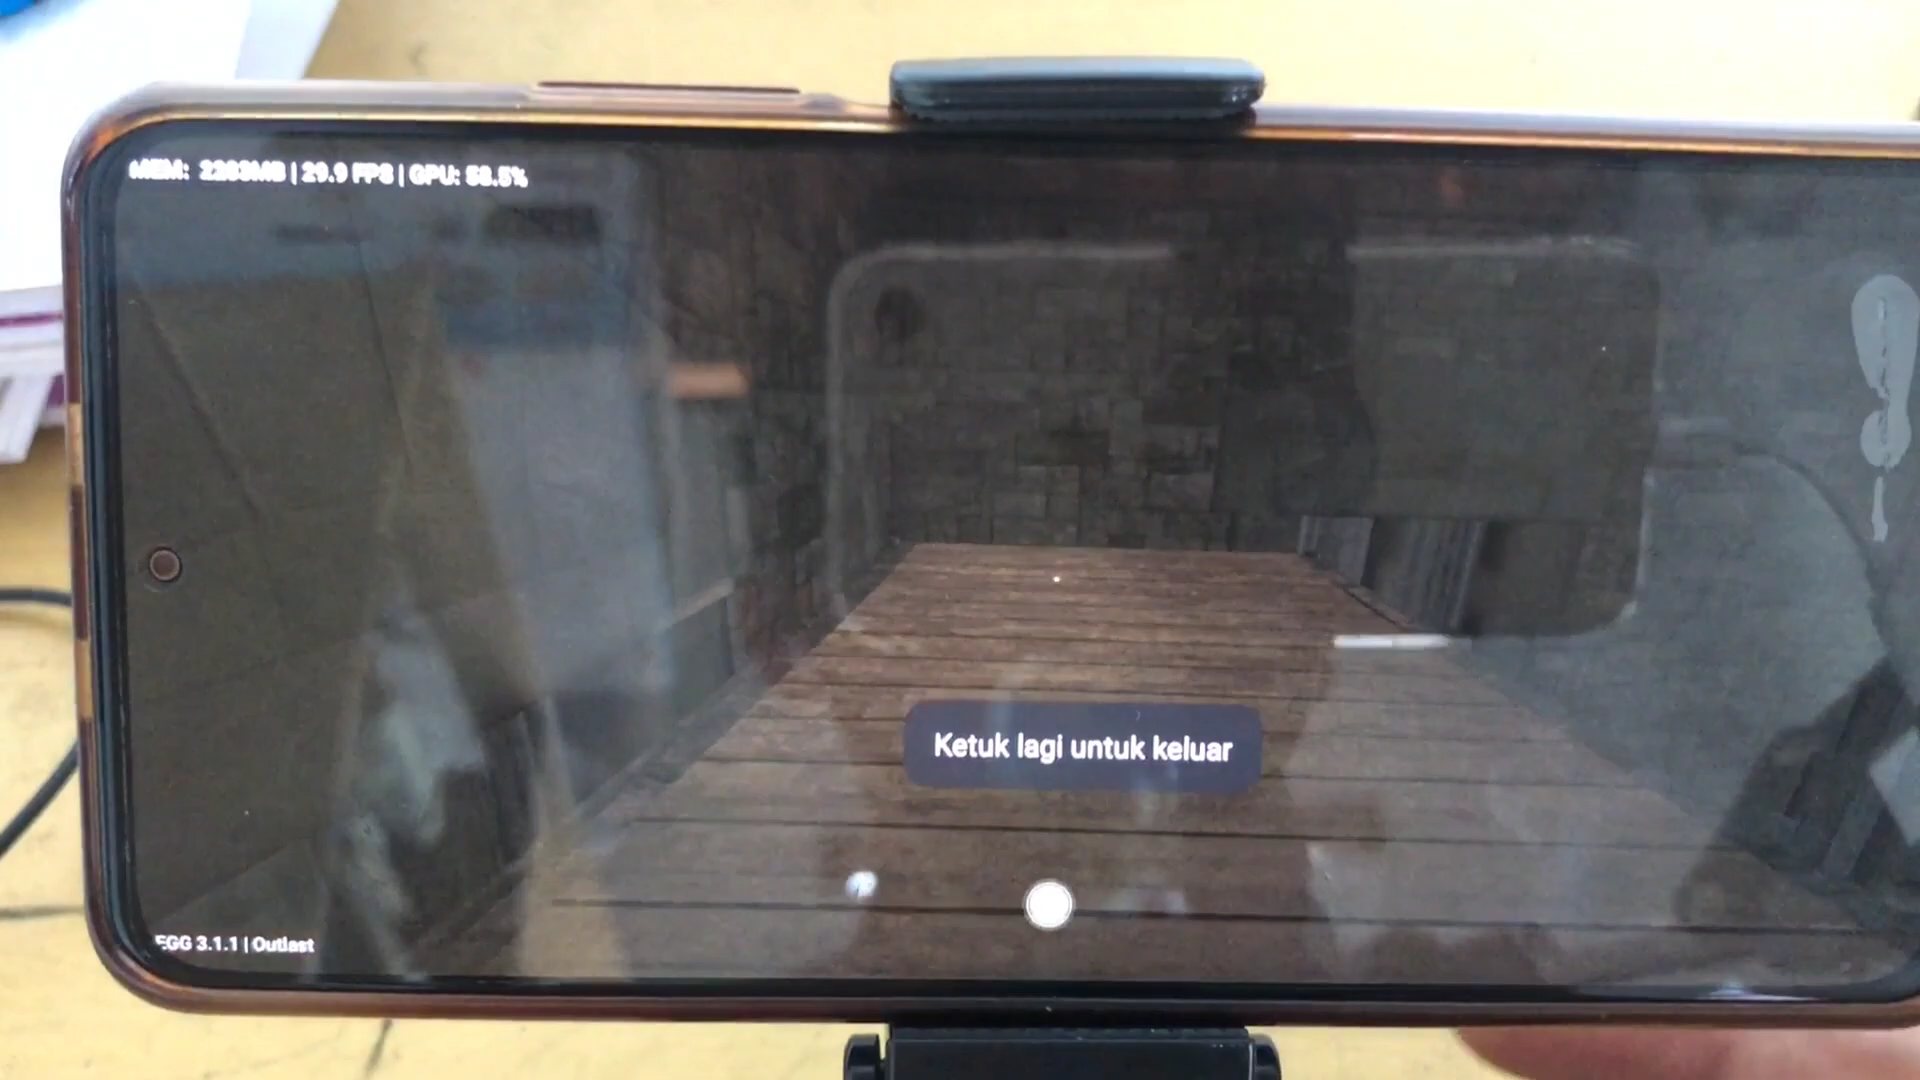 MEM: 2283MB | 29.9 FPS | GPU: 58.5%
Ketuk lagi untuk keluar
EGG 3.1.1 | Outlast